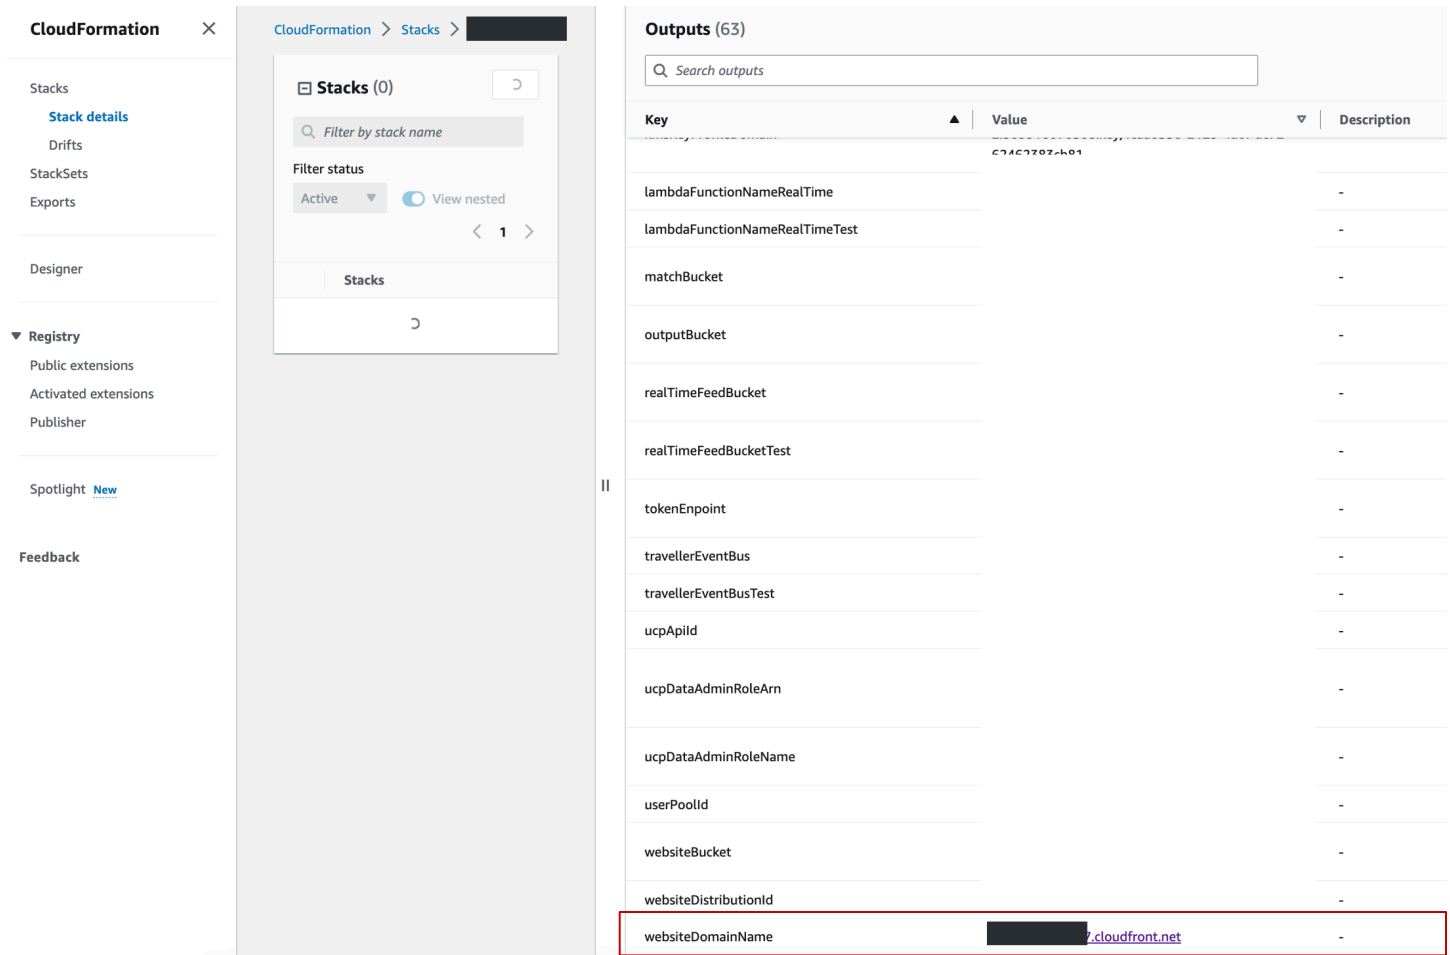 CloudFormation
Stacks
Stack details
Drifts
StackSets
Exports
Designer
Registry
Public extensions
Activated extensions
Publisher
Spotlight New
Feedback
CloudFormation > Stacks >
Stacks (0)
Filter by stack name
Filter status
Active View nested
< 1 >
Stacks
Outputs (63)
Search outputs
Key Value Description
lambdaFunctionNameRealTime -
lambdaFunctionNameRealTimeTest -
matchBucket -
outputBucket -
realTimeFeedBucket -
realTimeFeedBucketTest -
tokenEnpoint -
travellerEventBus -
travellerEventBusTest -
ucpApiId -
ucpDataAdminRoleArn -
ucpDataAdminRoleName -
userPoolId -
websiteBucket -
websiteDistributionId -
websiteDomainName 7.cloudfront.net -